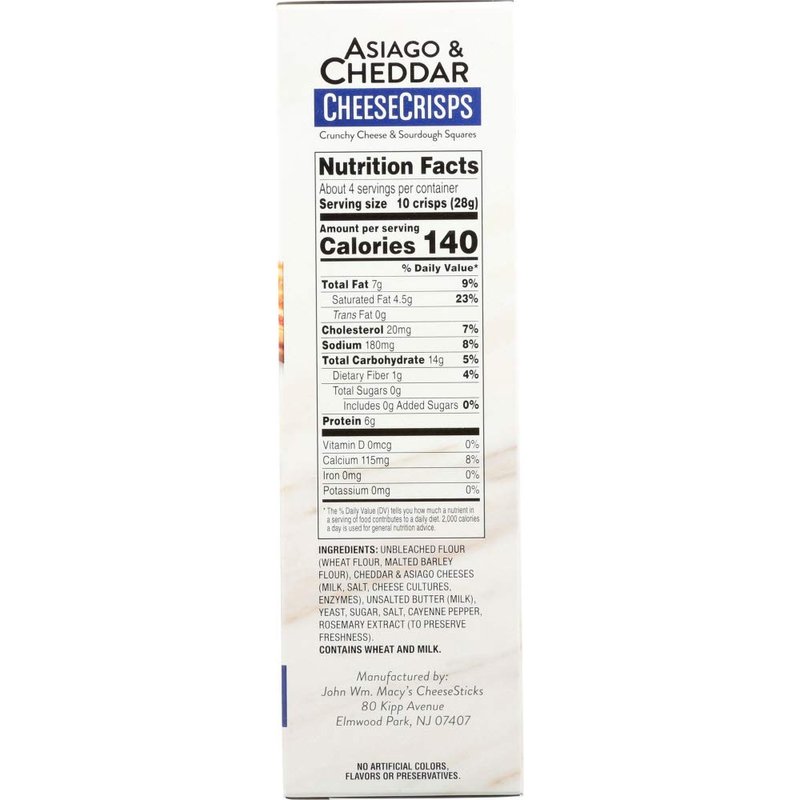 ASIAGO &
CHEDDAR
CHEESECRISPS
Crunchy Cheese & Sourdough Squares
Nutrition Facts
About 4 servings per container
Serving size 10 crisps (28g)
Amount per serving
Calories 140
% Daily Value*
Total Fat 7g 9%
Saturated Fat 4.5g 23%
Trans Fat 0g
Cholesterol 20mg 7%
Sodium 180mg 8%
Total Carbohydrate 14g 5%
Dietary Fiber 1g 4%
Total Sugars 0g
Includes 0g Added Sugars 0%
Protein 6g
Vitamin D 0mcg 0%
Calcium 115mg 8%
Iron 0mg 0%
Potassium 0mg 0%
* The % Daily Value (DV) tells you how much a nutrient in
a serving of food contributes to a daily diet. 2,000 calories
a day is used for general nutrition advice.
INGREDIENTS: UNBLEACHED FLOUR
(WHEAT FLOUR, MALTED BARLEY
FLOUR), CHEDDAR & ASIAGO CHEESES
(MILK, SALT, CHEESE CULTURES,
ENZYMES), UNSALTED BUTTER (MILK),
YEAST, SUGAR, SALT, CAYENNE PEPPER,
ROSEMARY EXTRACT (TO PRESERVE
FRESHNESS).
CONTAINS WHEAT AND MILK.
Manufactured by:
John Wm. Macy's CheeseSticks
80 Kipp Avenue
Elmwood Park, NJ 07407
NO ARTIFICIAL COLORS,
FLAVORS OR PRESERVATIVES.